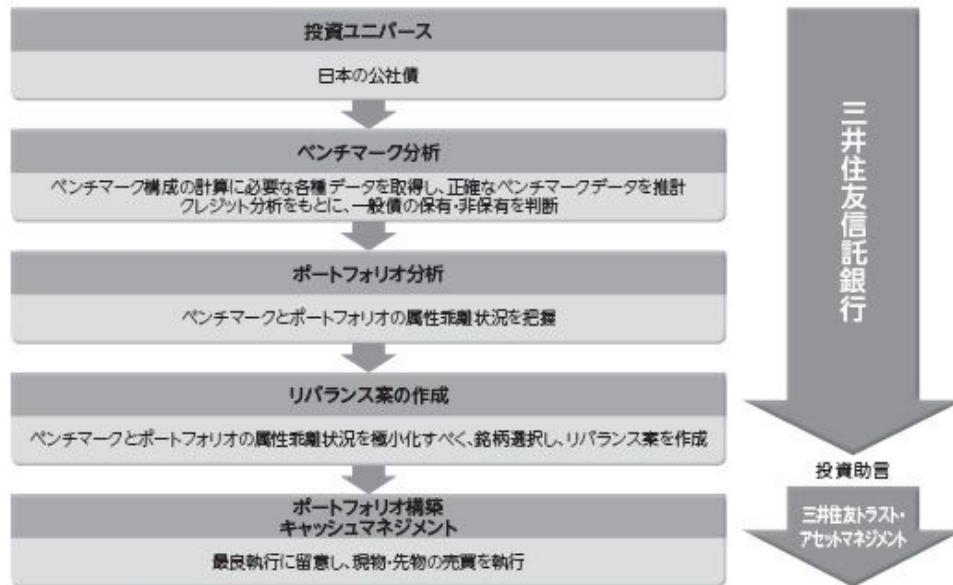 投資ユニバース
日本の公社債
ベンチマーク分析
ベンチマーク構成の計算に必要な各種データを取得し、正確なベンチマークデータを推計
クレジット分析をもとに、一般債の保有・非保有を判断
ポートフォリオ分析
ベンチマークとポートフォリオの属性乖離状況を把握
リバランス案の作成
ベンチマークとポートフォリオの属性乖離状況を極小化すべく、銘柄選択し、リバランス案を作成
ポートフォリオ構築
キャッシュマネジメント
最良執行に留意し、現物・先物の売買を執行
三井住友信託銀行
投資助言
三井住友トラスト・
アセットマネジメント